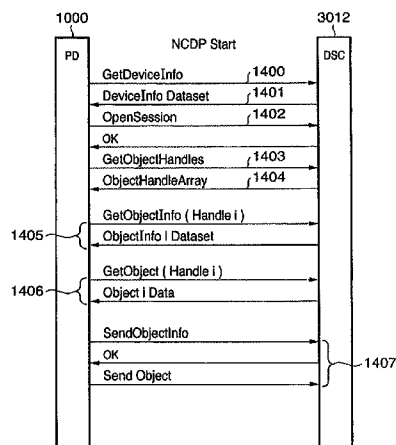 1000
3012
PD
NCDP Start
DSC
GetDeviceInfo
1400
DeviceInfo Dataset
1401
OpenSession
1402
OK
GetObjectHandles
1403
ObjectHandleArray
1404
GetObjectInfo ( Handle i )
1405
ObjectInfo I Dataset
GetObject ( Handle i )
1406
Object i Data
SendObjectInfo
OK
1407
Send Object